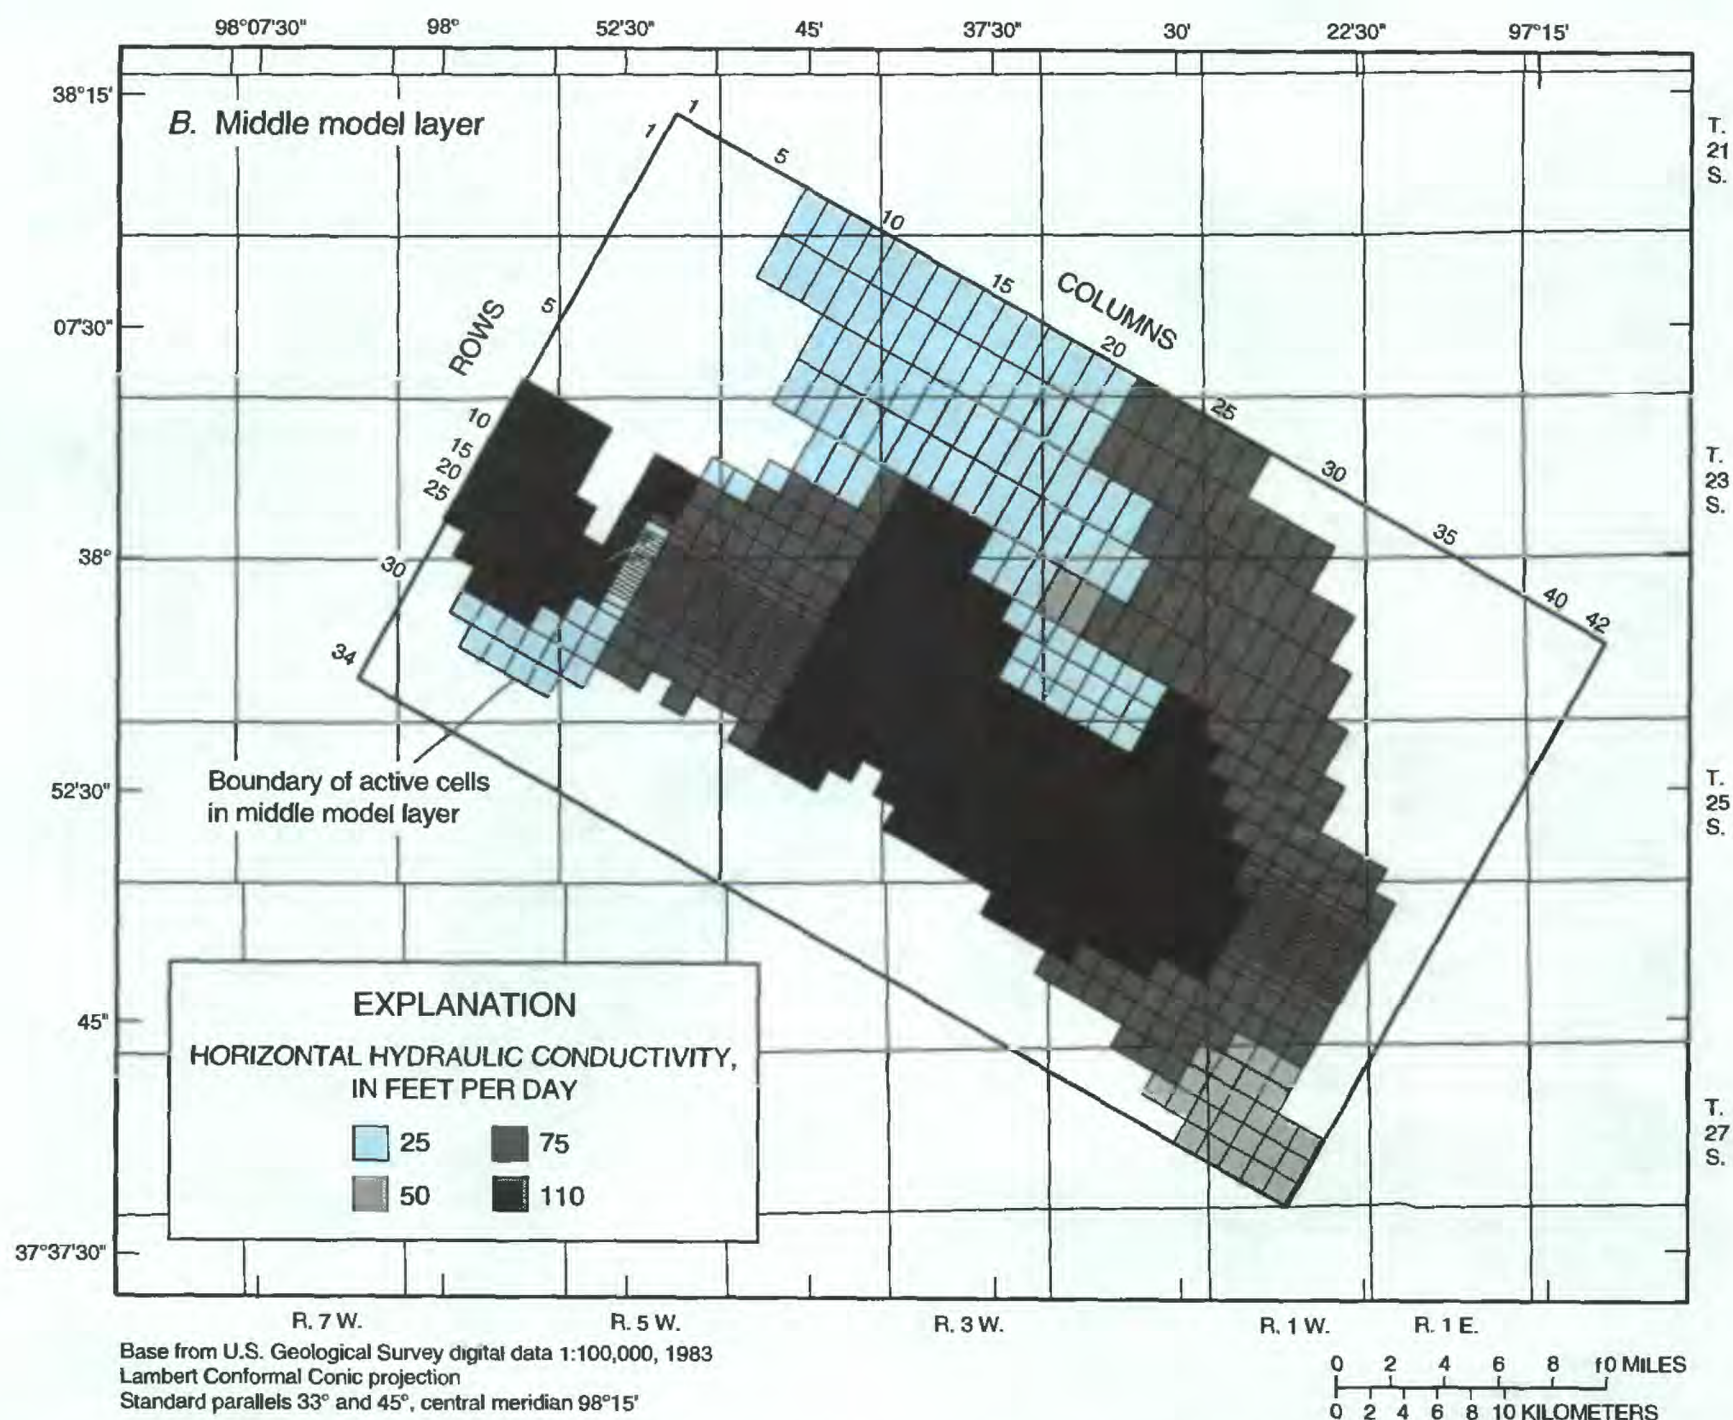 98°07'30" 98° 52'30" 45' 37'30" 30' 22'30" 97°15'
38°15'
B. Middle model layer
1
1
5
10
15
COLUMNS
20
25
30
35
40
42
ROWS
5
10
15
20
25
30
34
07'30"
38°
52'30"
45"
37°37'30"
T.
21
S.
T.
23
S.
T.
25
S.
T.
27
S.
Boundary of active cells
in middle model layer
EXPLANATION
HORIZONTAL HYDRAULIC CONDUCTIVITY,
IN FEET PER DAY
25 75
50 110
R. 7 W. R. 5 W. R. 3 W. R. 1 W. R. 1 E.
Base from U.S. Geological Survey digital data 1:100,000, 1983
Lambert Conformal Conic projection
Standard parallels 33° and 45°, central meridian 98°15'
0 2 4 6 8 10 MILES
0 2 4 6 8 10 KILOMETERS